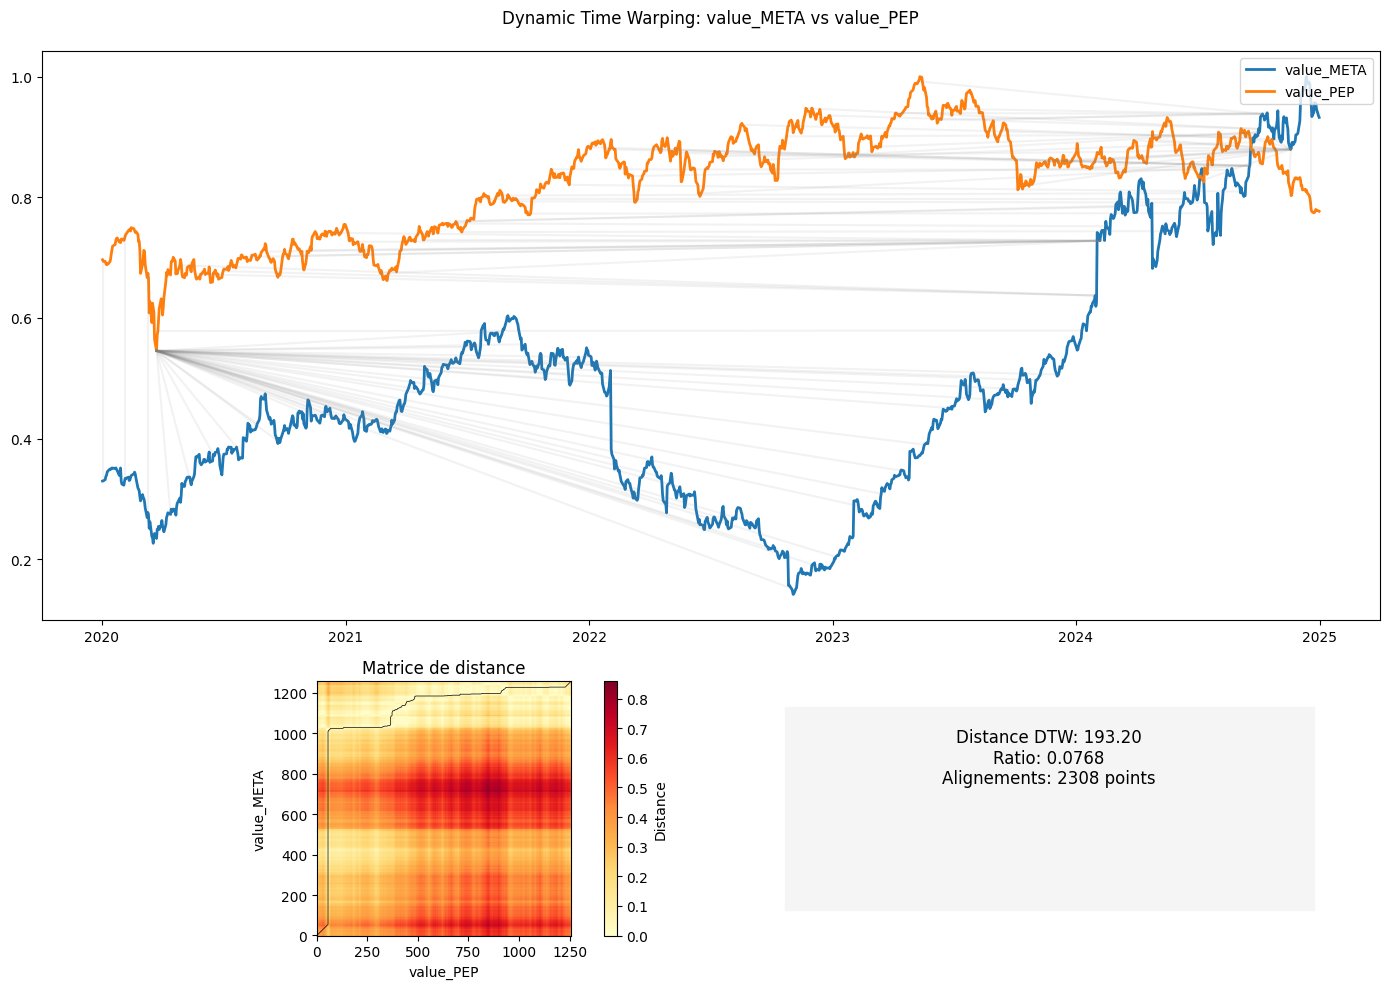 Dynamic Time Warping: value_META vs value_PEP
value_META
value_PEP
1.0
0.8
0.6
0.4
0.2
2020 2021 2022 2023 2024 2025
Matrice de distance
value_META
1200
1000
800
600
400
200
0
0 250 500 750 1000 1250
value_PEP
0.8
0.7
0.6
0.5
0.4
0.3
0.2
0.1
0.0
Distance
Distance DTW: 193.20
Ratio: 0.0768
Alignements: 2308 points